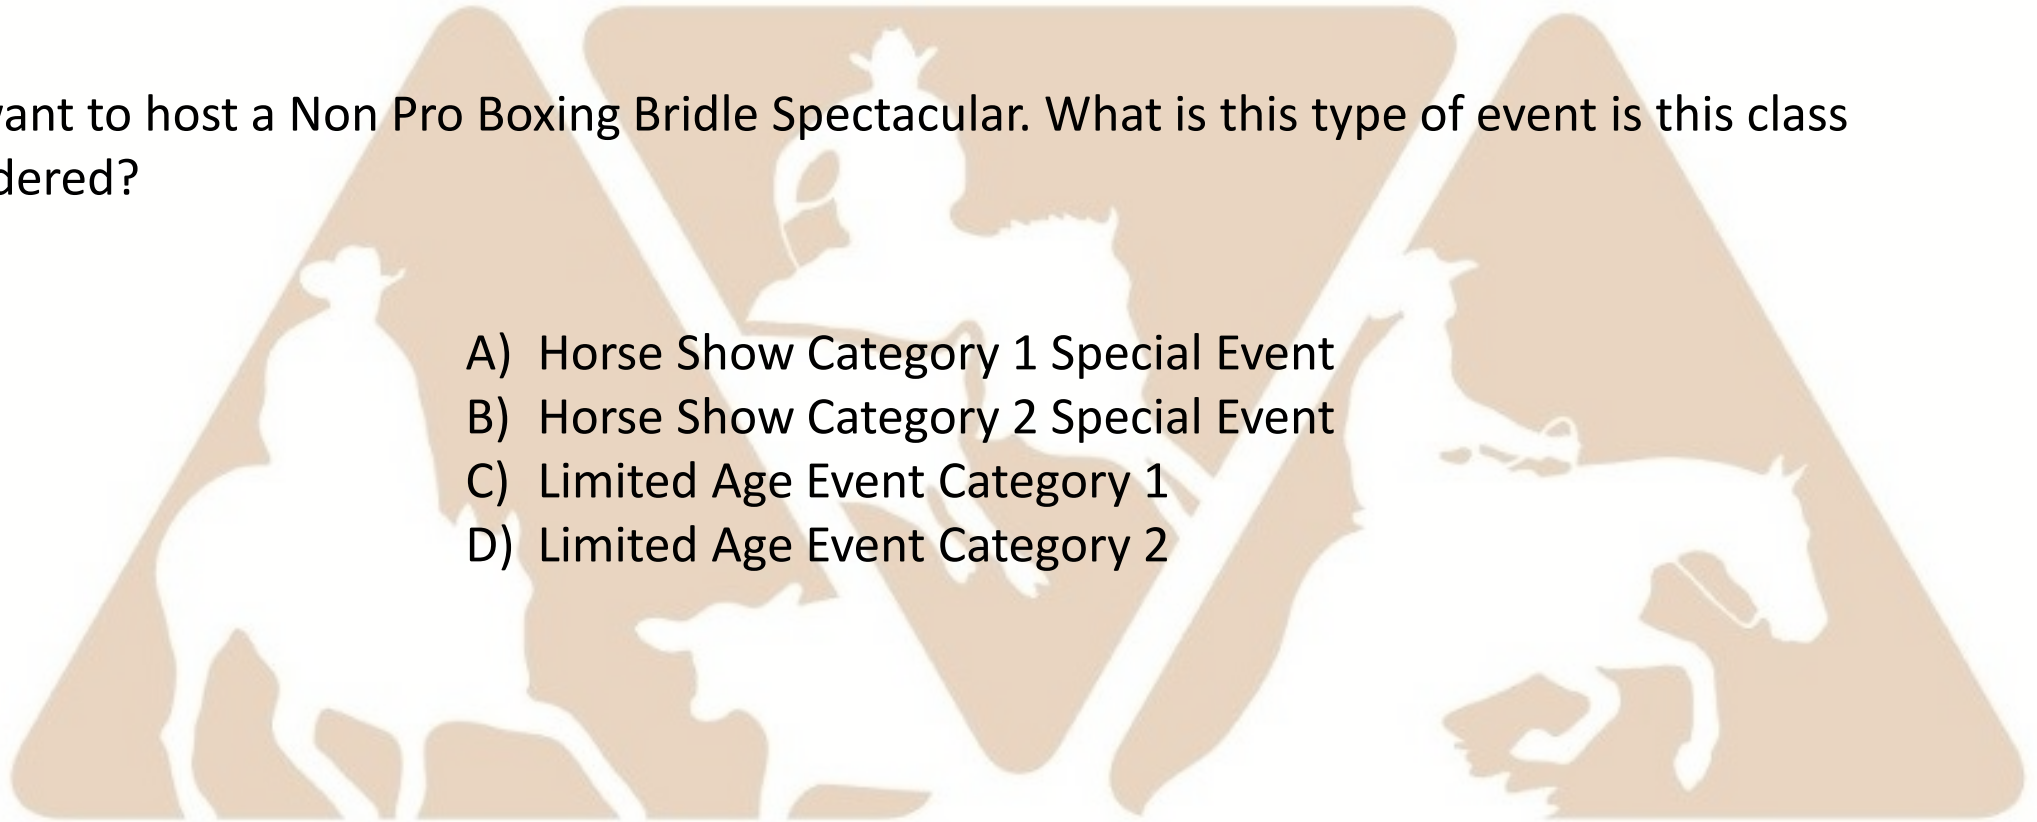 ant to host a Non Pro Boxing Bridle Spectacular. What is this type of event is this class
dered?
A) Horse Show Category 1 Special Event
B) Horse Show Category 2 Special Event
C) Limited Age Event Category 1
D) Limited Age Event Category 2